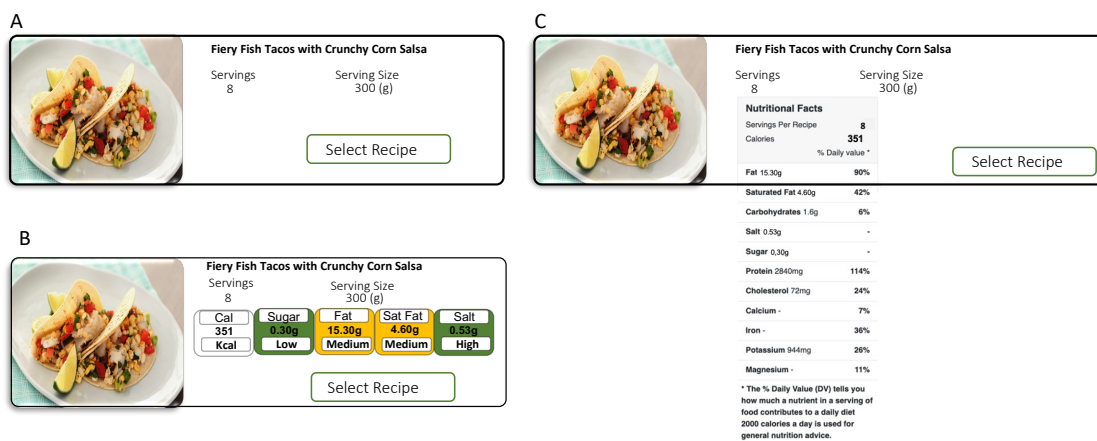 A
Fiery Fish Tacos with Crunchy Corn Salsa
Servings Serving Size
8 300 (g)
Select Recipe
B
Fiery Fish Tacos with Crunchy Corn Salsa
Servings Serving Size
8 300 (g)
Cal Sugar Fat Sat Fat Salt
351 0.30g 15.30g 4.60g 0.53g
Kcal Low Medium Medium High
Select Recipe
C
Fiery Fish Tacos with Crunchy Corn Salsa
Servings Serving Size
8 300 (g)
Nutritional Facts
Servings Per Recipe 8
Calories 351
% Daily value *
Fat 15.30g 90%
Saturated Fat 4.60g 42%
Carbohydrates 1.6g 6%
Salt 0.53g -
Sugar 0,30g -
Protein 2840mg 114%
Cholesterol 72mg 24%
Calcium - 7%
Iron - 36%
Potassium 944mg 26%
Magnesium - 11%
* The % Daily Value (DV) tells you
how much a nutrient in a serving of
food contributes to a daily diet
2000 calories a day is used for
general nutrition advice.
Select Recipe